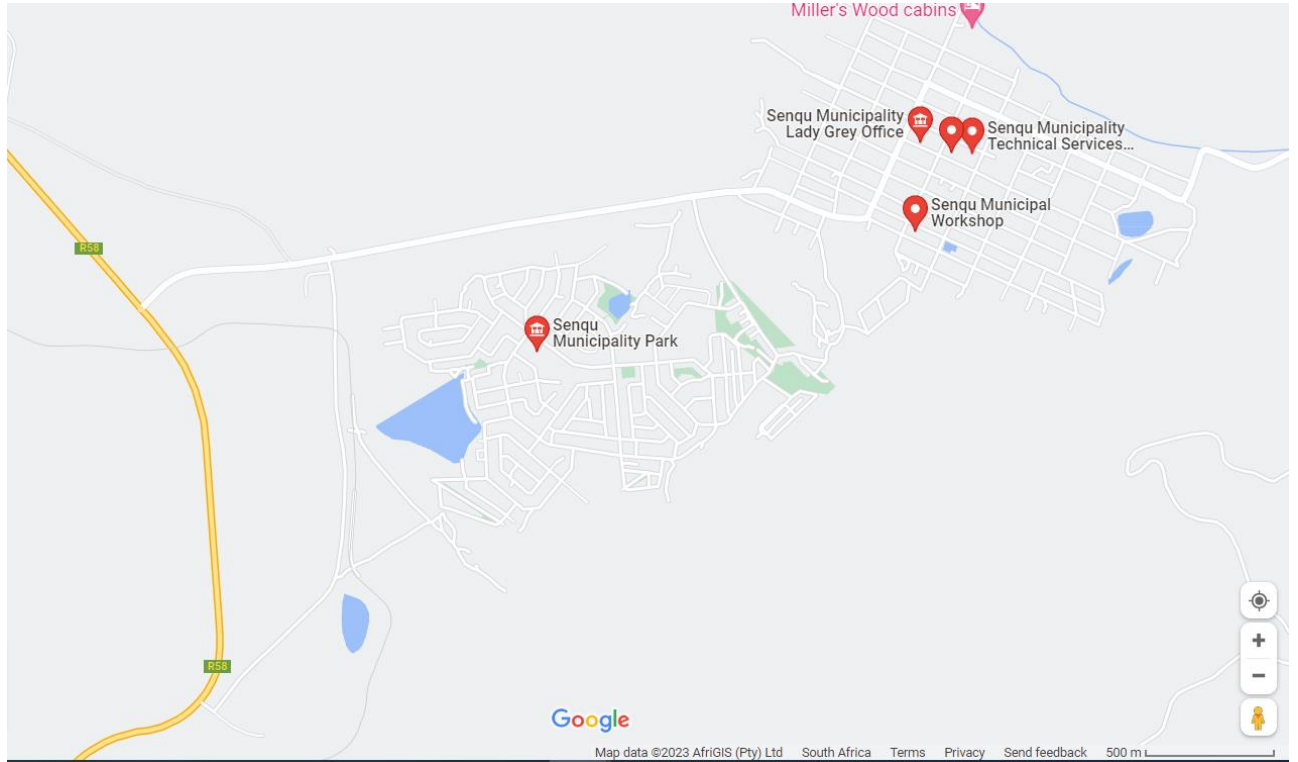 Miller's Wood cabins
Senqu Municipality
Lady Grey Office
Senqu Municipality
Technical Services...
Senqu Municipal
Workshop
R58
Senqu
Municipality Park
R58
Google
Map data ©2023 AfriGIS (Pty) Ltd South Africa Terms Privacy Send feedback 500 m